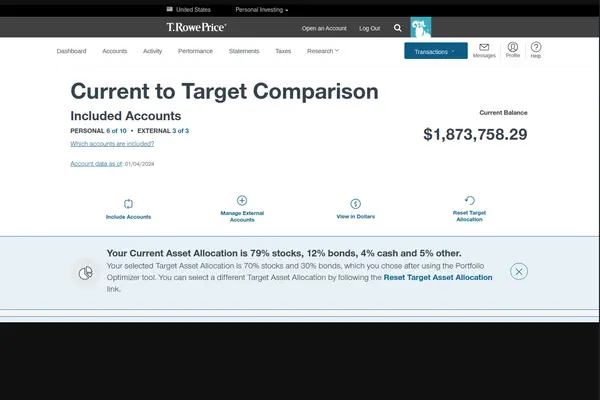 United States Personal Investing
T.RowePrice Open an Account Log Out
Dashboard Accounts Activity Performance Statements Taxes Research Transactions Messages Profile Help
Current to Target Comparison
Included Accounts
Current Balance
PERSONAL 6 of 10 • EXTERNAL 3 of 3
$1,873,758.29
Which accounts are included?
Account data as of: 01/04/2024
Include Accounts
Manage External Accounts
View in Dollars
Reset Target Allocation
Your Current Asset Allocation is 79% stocks, 12% bonds, 4% cash and 5% other.
Your selected Target Asset Allocation is 70% stocks and 30% bonds, which you chose after using the Portfolio
Optimizer tool. You can select a different Target Asset Allocation by following the Reset Target Asset Allocation
link.